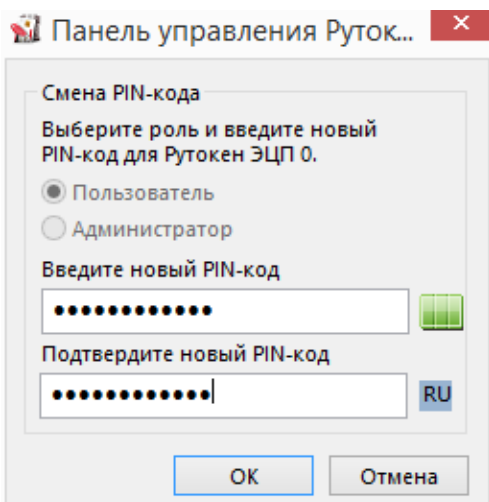 Панель управления Руток...
Смена PIN-кода
Выберите роль и введите новый
PIN-код для Рутокен ЭЦП 0.
Пользователь
Администратор
Введите новый PIN-код
••••••••••••
Подтвердите новый PIN-код
••••••••••••
RU
ОК
Отмена